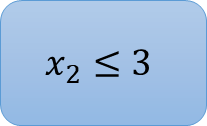 x₂ ≤ 3